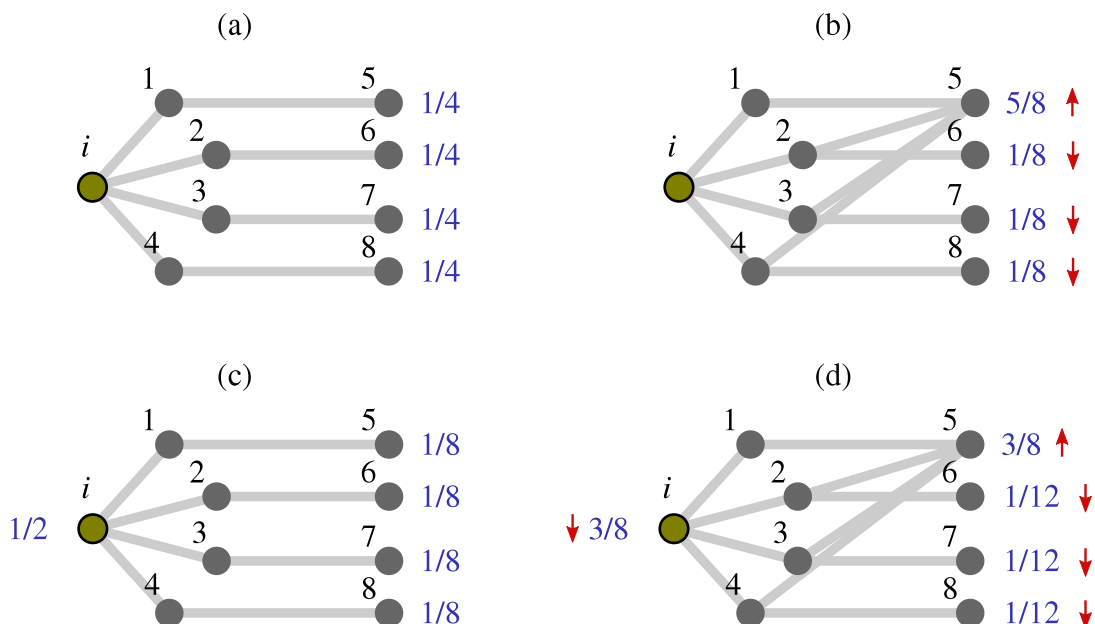 (a)
(b)
1 5 1/4
2 6 1/4
i
3 7 1/4
4 8 1/4
1 5 5/8
2 6 1/8
i
3 7 1/8
4 8 1/8
(c)
(d)
1 5 1/8
2 6 1/8
i
1/2
3 7 1/8
4 8 1/8
1 5 3/8
2 6 1/12
i
3/8
3 7 1/12
4 8 1/12